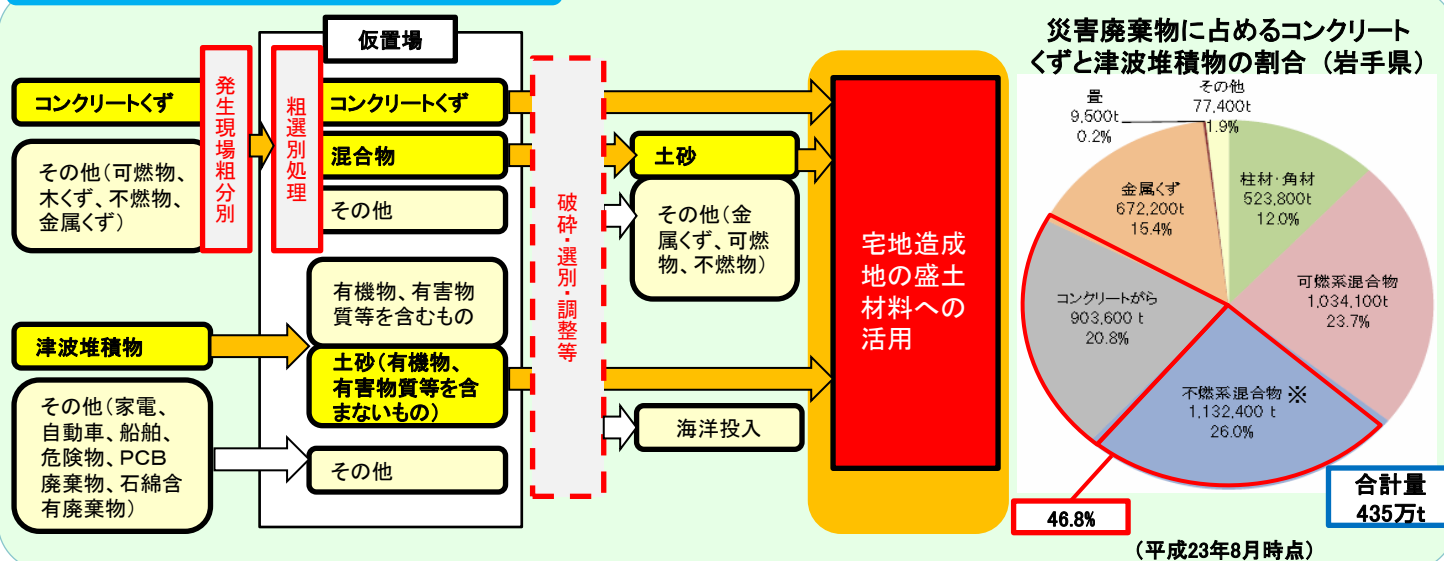 仮置場
コンクリートくず
その他(可燃物、
木くず、不燃物、
金属くず)
発生現場粗分別
粗選別処理
コンクリートくず
混合物
その他
有機物、有害物
質等を含むもの
津波堆積物
土砂(有機物、
有害物質等を含
まないもの)
その他(家電、
自動車、船舶、
危険物、PCB
廃棄物、石綿含
有廃棄物)
その他
破砕・選別・調整等
土砂
その他(金
属くず、可燃
物、不燃物)
海洋投入
宅地造成
地の盛土
材料への
活用
災害廃棄物に占めるコンクリート
くずと津波堆積物の割合(岩手県)
畳
9,500t
0.2%
その他
77,400t
1.9%
柱材・角材
523,800t
12.0%
金属くず
672,200t
15.4%
可燃系混合物
1,034,100t
23.7%
コンクリートがら
903,600 t
20.8%
不燃系混合物 ※
1,132,400 t
26.0%
46.8%
合計量
435万t
(平成23年8月時点)